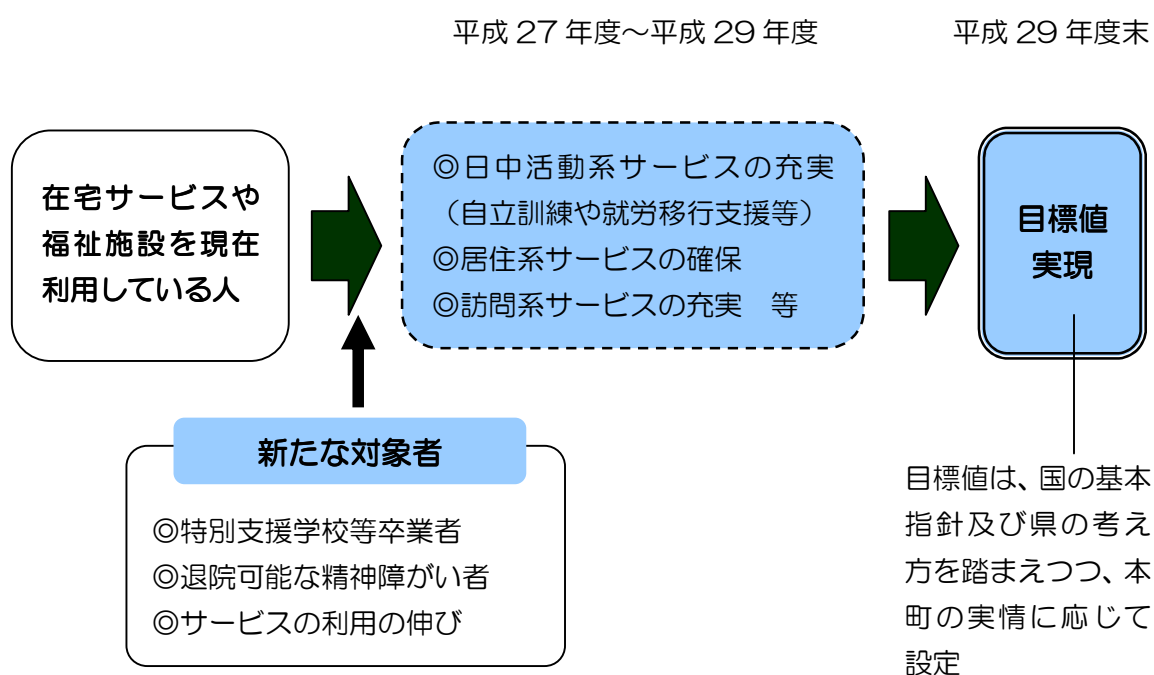 平成 27 年度～平成 29 年度
平成 29 年度末
在宅サービスや
福祉施設を現在
利用している人
◎日中活動系サービスの充実
（自立訓練や就労移行支援等）
◎居住系サービスの確保
◎訪問系サービスの充実　等
目標値
実現
新たな対象者
◎特別支援学校等卒業者
◎退院可能な精神障がい者
◎サービスの利用の伸び
目標値は、国の基本
指針及び県の考え
方を踏まえつつ、本
町の実情に応じて
設定